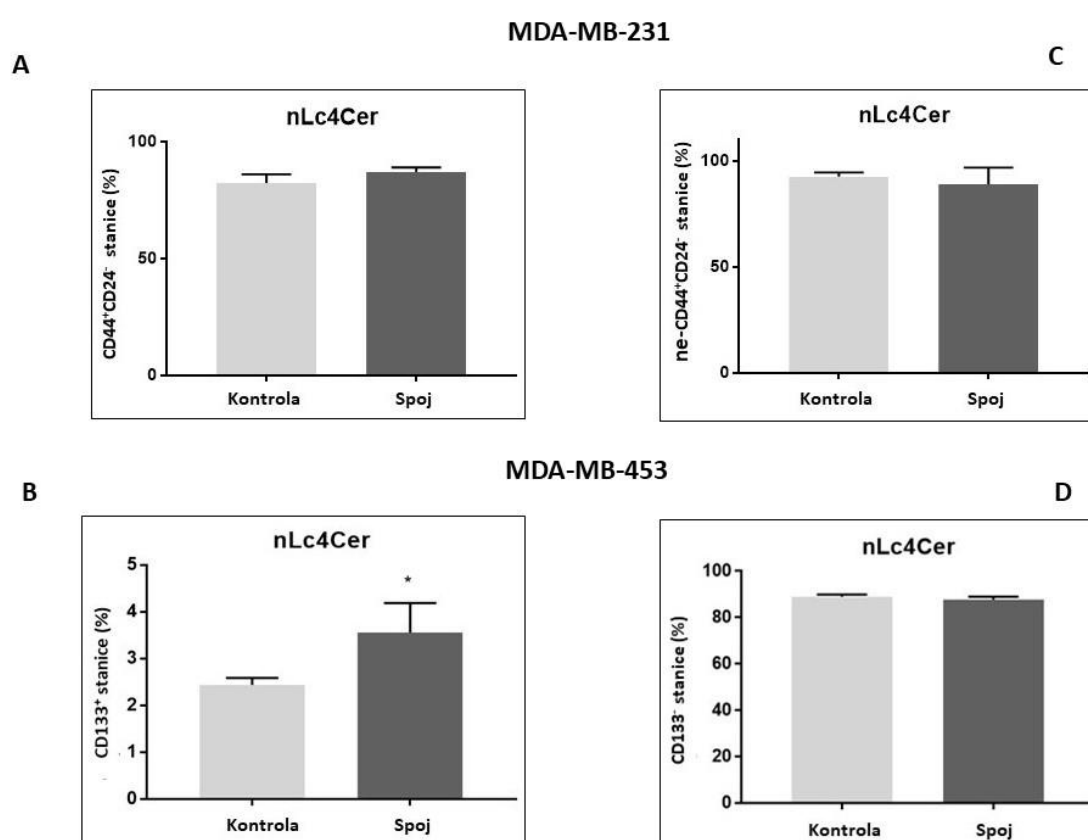 MDA-MB-231
A
nLc4Cer
CD44⁺CD24⁻ stanice (%)
100
50
0
Kontrola
Spoj
C
nLc4Cer
ne-CD44⁺CD24⁻ stanice (%)
100
50
0
Kontrola
Spoj
MDA-MB-453
B
nLc4Cer
CD133⁺ stanice (%)
5
4
3
2
1
0
*
Kontrola
Spoj
D
nLc4Cer
CD133⁻ stanice (%)
100
80
60
40
20
0
Kontrola
Spoj